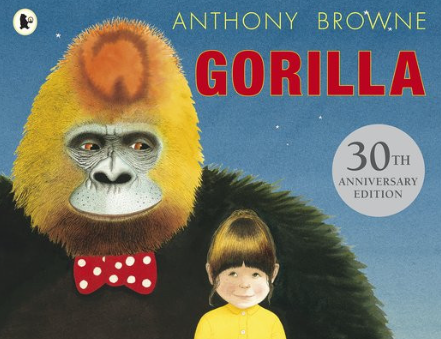 ANTHONY BROWNE
GORILLA
30TH
ANNIVERSARY
EDITION